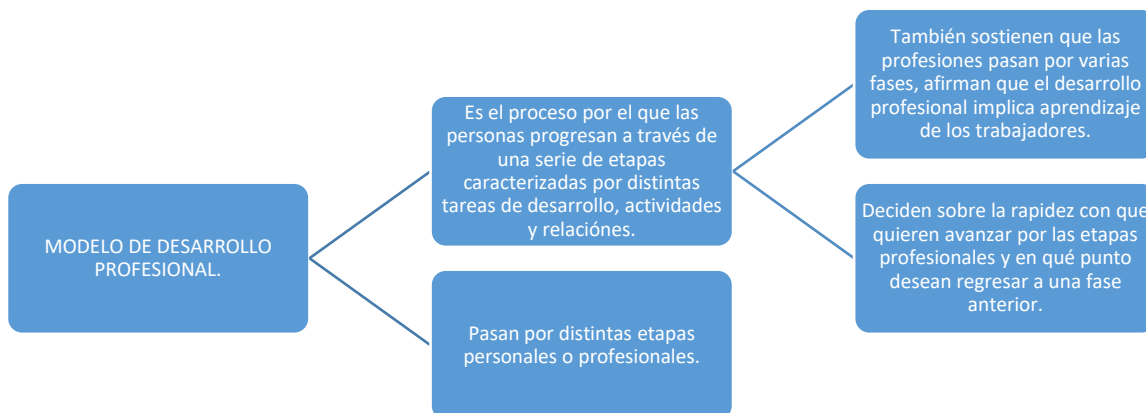 MODELO DE DESARROLLO
PROFESIONAL.
Es el proceso por el que las
personas progresan a través de
una serie de etapas
caracterizadas por distintas
tareas de desarrollo, actividades
y relaciónes.
Pasan por distintas etapas
personales o profesionales.
También sostienen que las
profesiones pasan por varias
fases, afirman que el desarrollo
profesional implica aprendizaje
de los trabajadores.
Deciden sobre la rapidez con que
quieren avanzar por las etapas
profesionales y en qué punto
desean regresar a una fase
anterior.